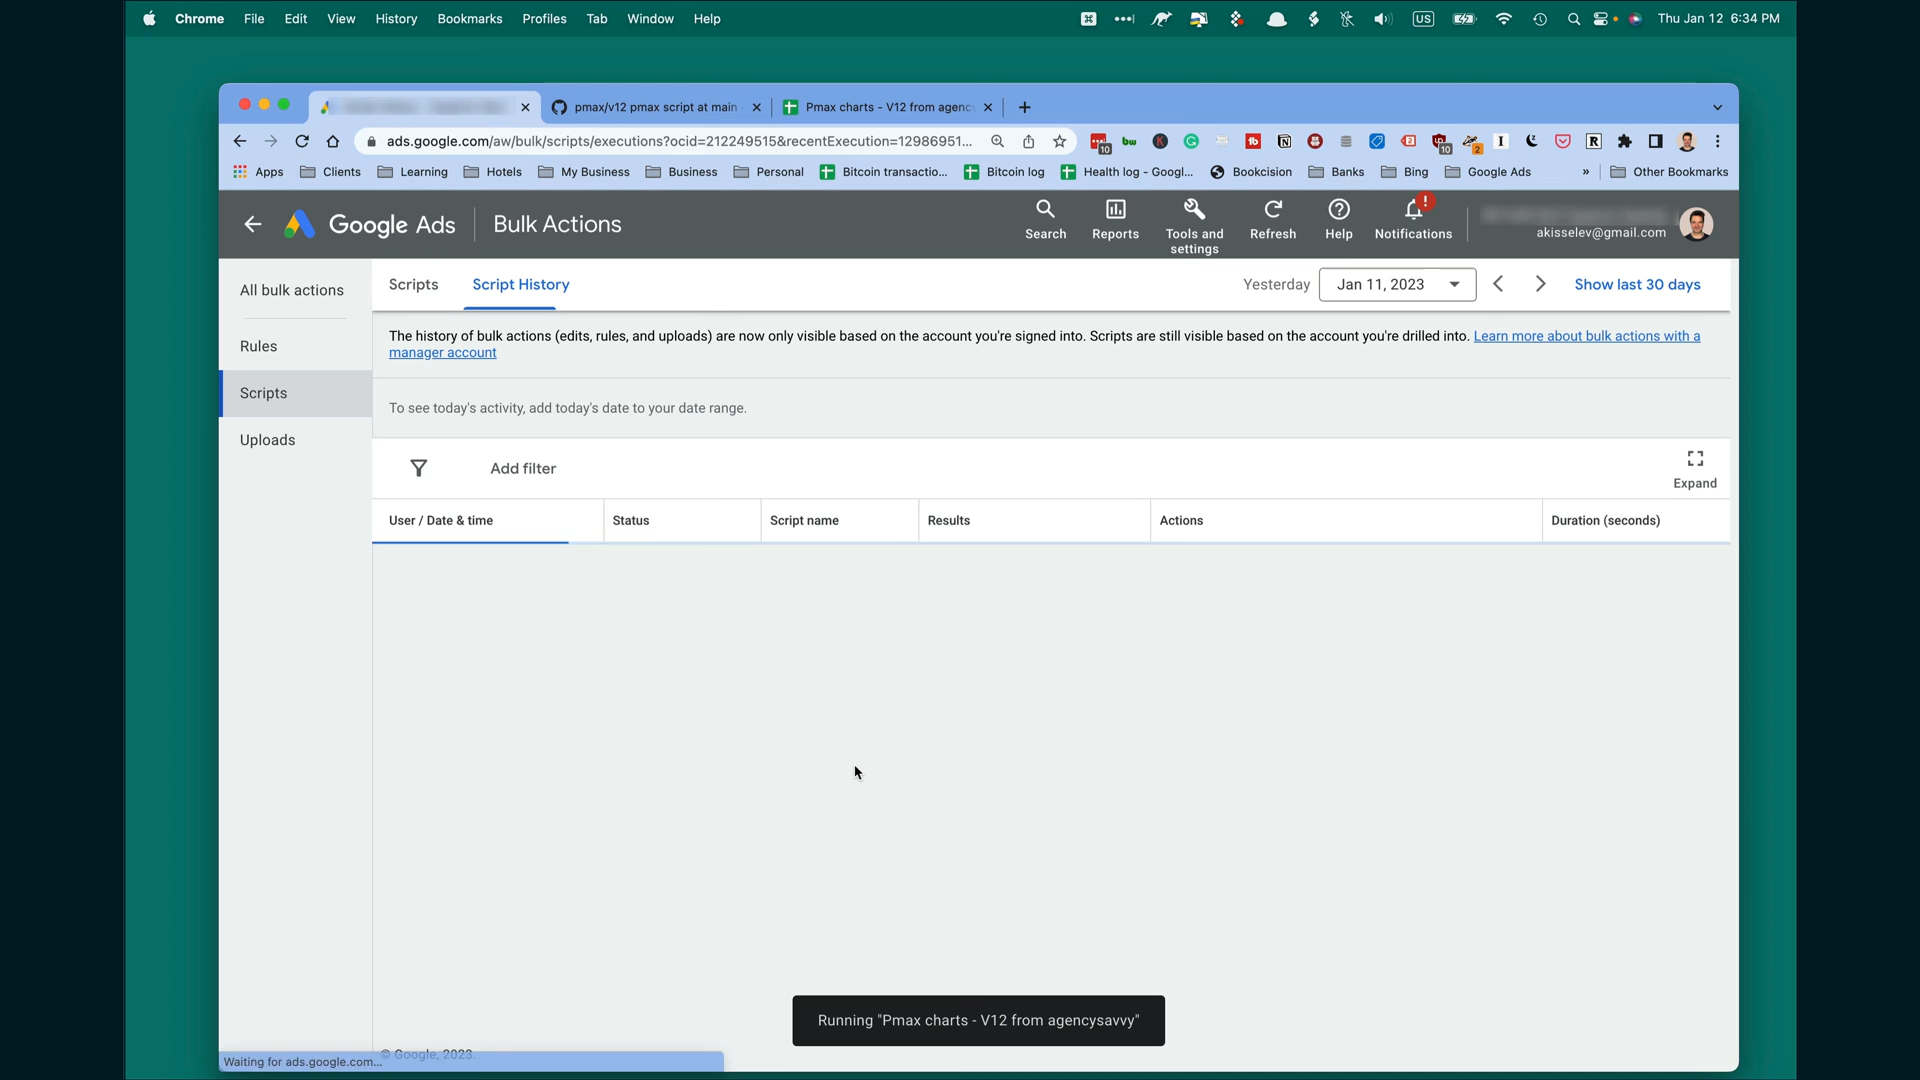 Chrome File Edit View History Bookmarks Profiles Tab Window Help US Thu Jan 12 6:34 PM
pmax/v12 pmax script at main Pmax charts - V12 from agenc
ads.google.com/aw/bulk/scripts/executions?ocid=212249515&recentExecution=12986951... 10 bw K G tb N 10 2 I R
Apps Clients Learning Hotels My Business Business Personal Bitcoin transactio... Bitcoin log Health log - Googl... Bookcision Banks Bing Google Ads » Other Bookmarks
Google Ads Bulk Actions
Search Reports Tools and settings Refresh Help Notifications
akisselev@gmail.com
All bulk actions
Rules
Scripts
Uploads
Scripts Script History Yesterday Jan 11, 2023 Show last 30 days
The history of bulk actions (edits, rules, and uploads) are now only visible based on the account you're signed into. Scripts are still visible based on the account you're drilled into. Learn more about bulk actions with a
manager account
To see today's activity, add today's date to your date range.
Add filter Expand
User / Date & time Status Script name Results Actions Duration (seconds)
Running "Pmax charts - V12 from agencysavvy"
© Google, 2023.
Waiting for ads.google.com...